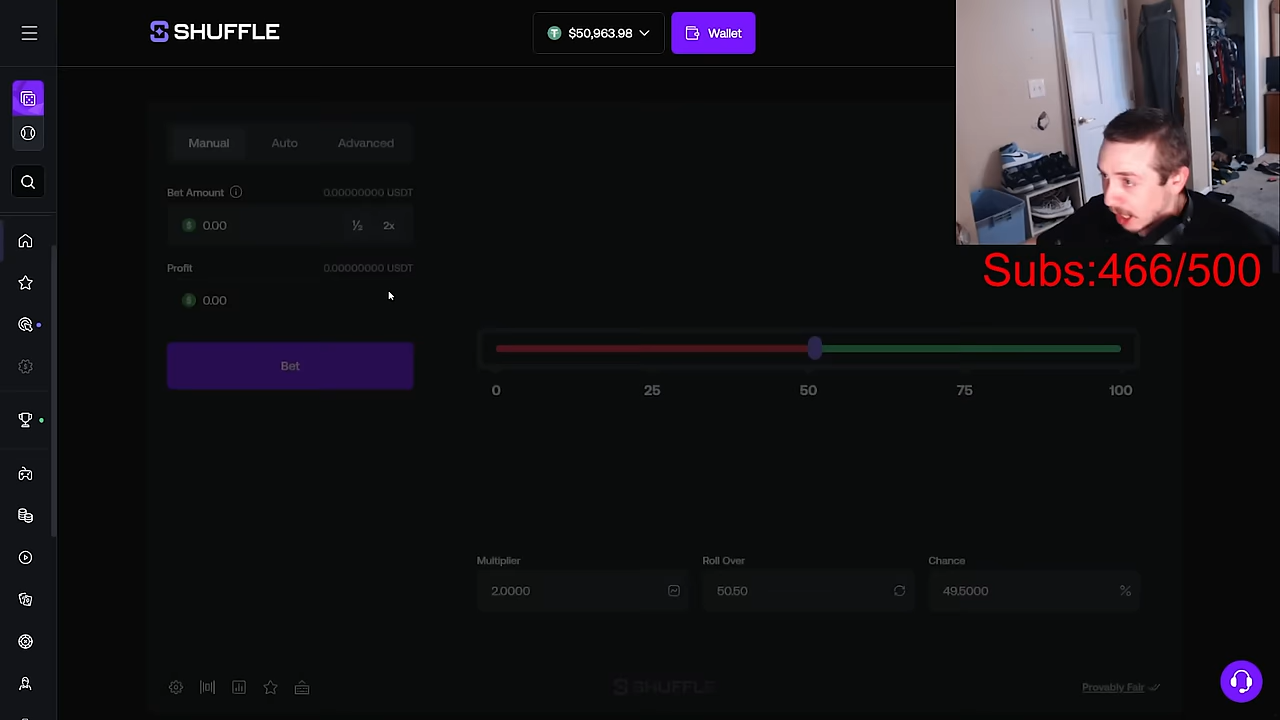 SHUFFLE
$50,963.98
Wallet
Manual
Auto
Advanced
Bet Amount
0.00000000 USDT
0.00
½
2x
Profit
0.00000000 USDT
0.00
Bet
Subs:466/500
0
25
50
75
100
Multiplier
Roll Over
Chance
2.0000
50.50
49.5000
%
SHUFFLE
Provably Fair